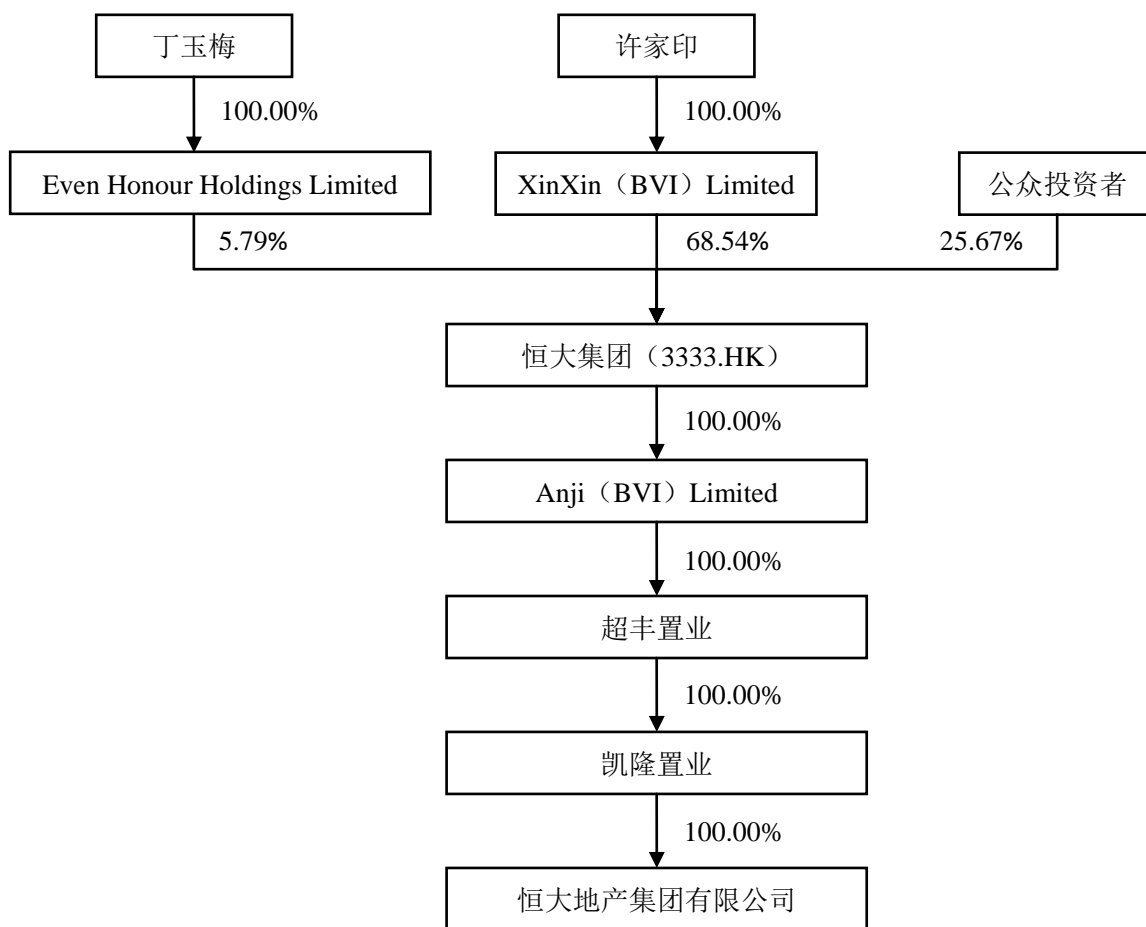 丁玉梅
许家印
100.00%
100.00%
Even Honour Holdings Limited
XinXin（BVI）Limited
公众投资者
5.79%
68.54%
25.67%
恒大集团（3333.HK）
100.00%
Anji（BVI）Limited
100.00%
超丰置业
100.00%
凯隆置业
100.00%
恒大地产集团有限公司